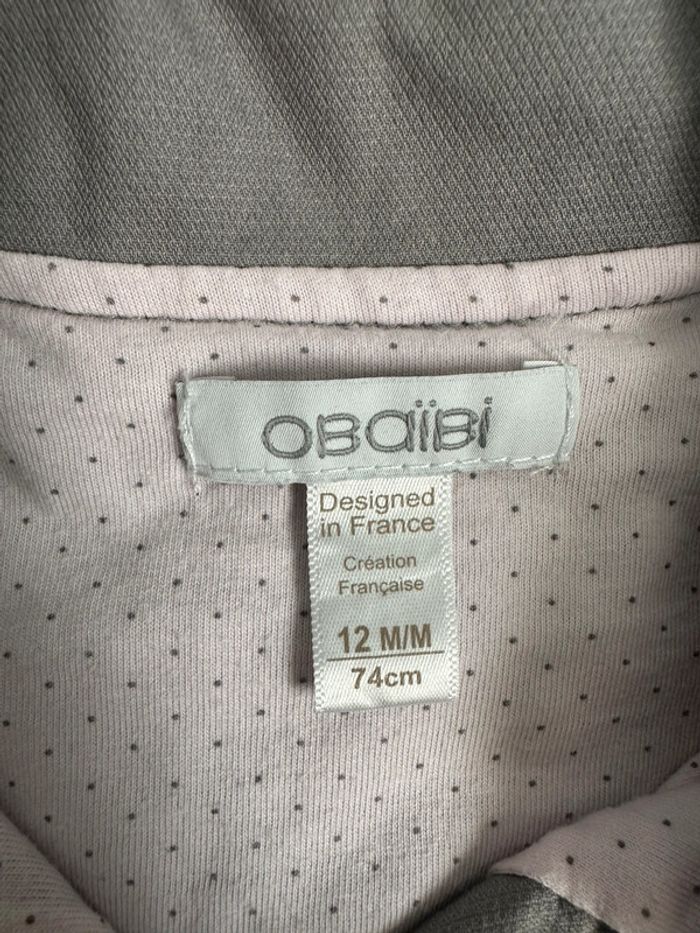 OBaïBi
Designed
in France
Création
Française
12 M/M
74cm